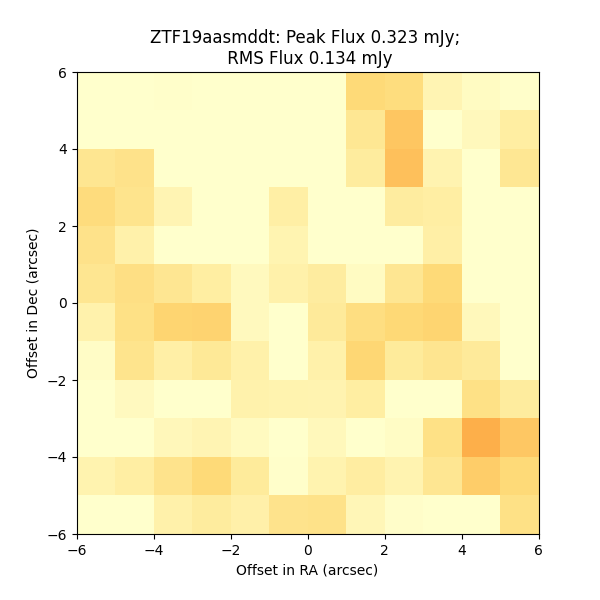 ZTF19aasmddt: Peak Flux 0.323 mJy;
RMS Flux 0.134 mJy
6
4
2
0
−2
−4
−6
Offset in Dec (arcsec)
−6 −4 −2 0 2 4 6
Offset in RA (arcsec)